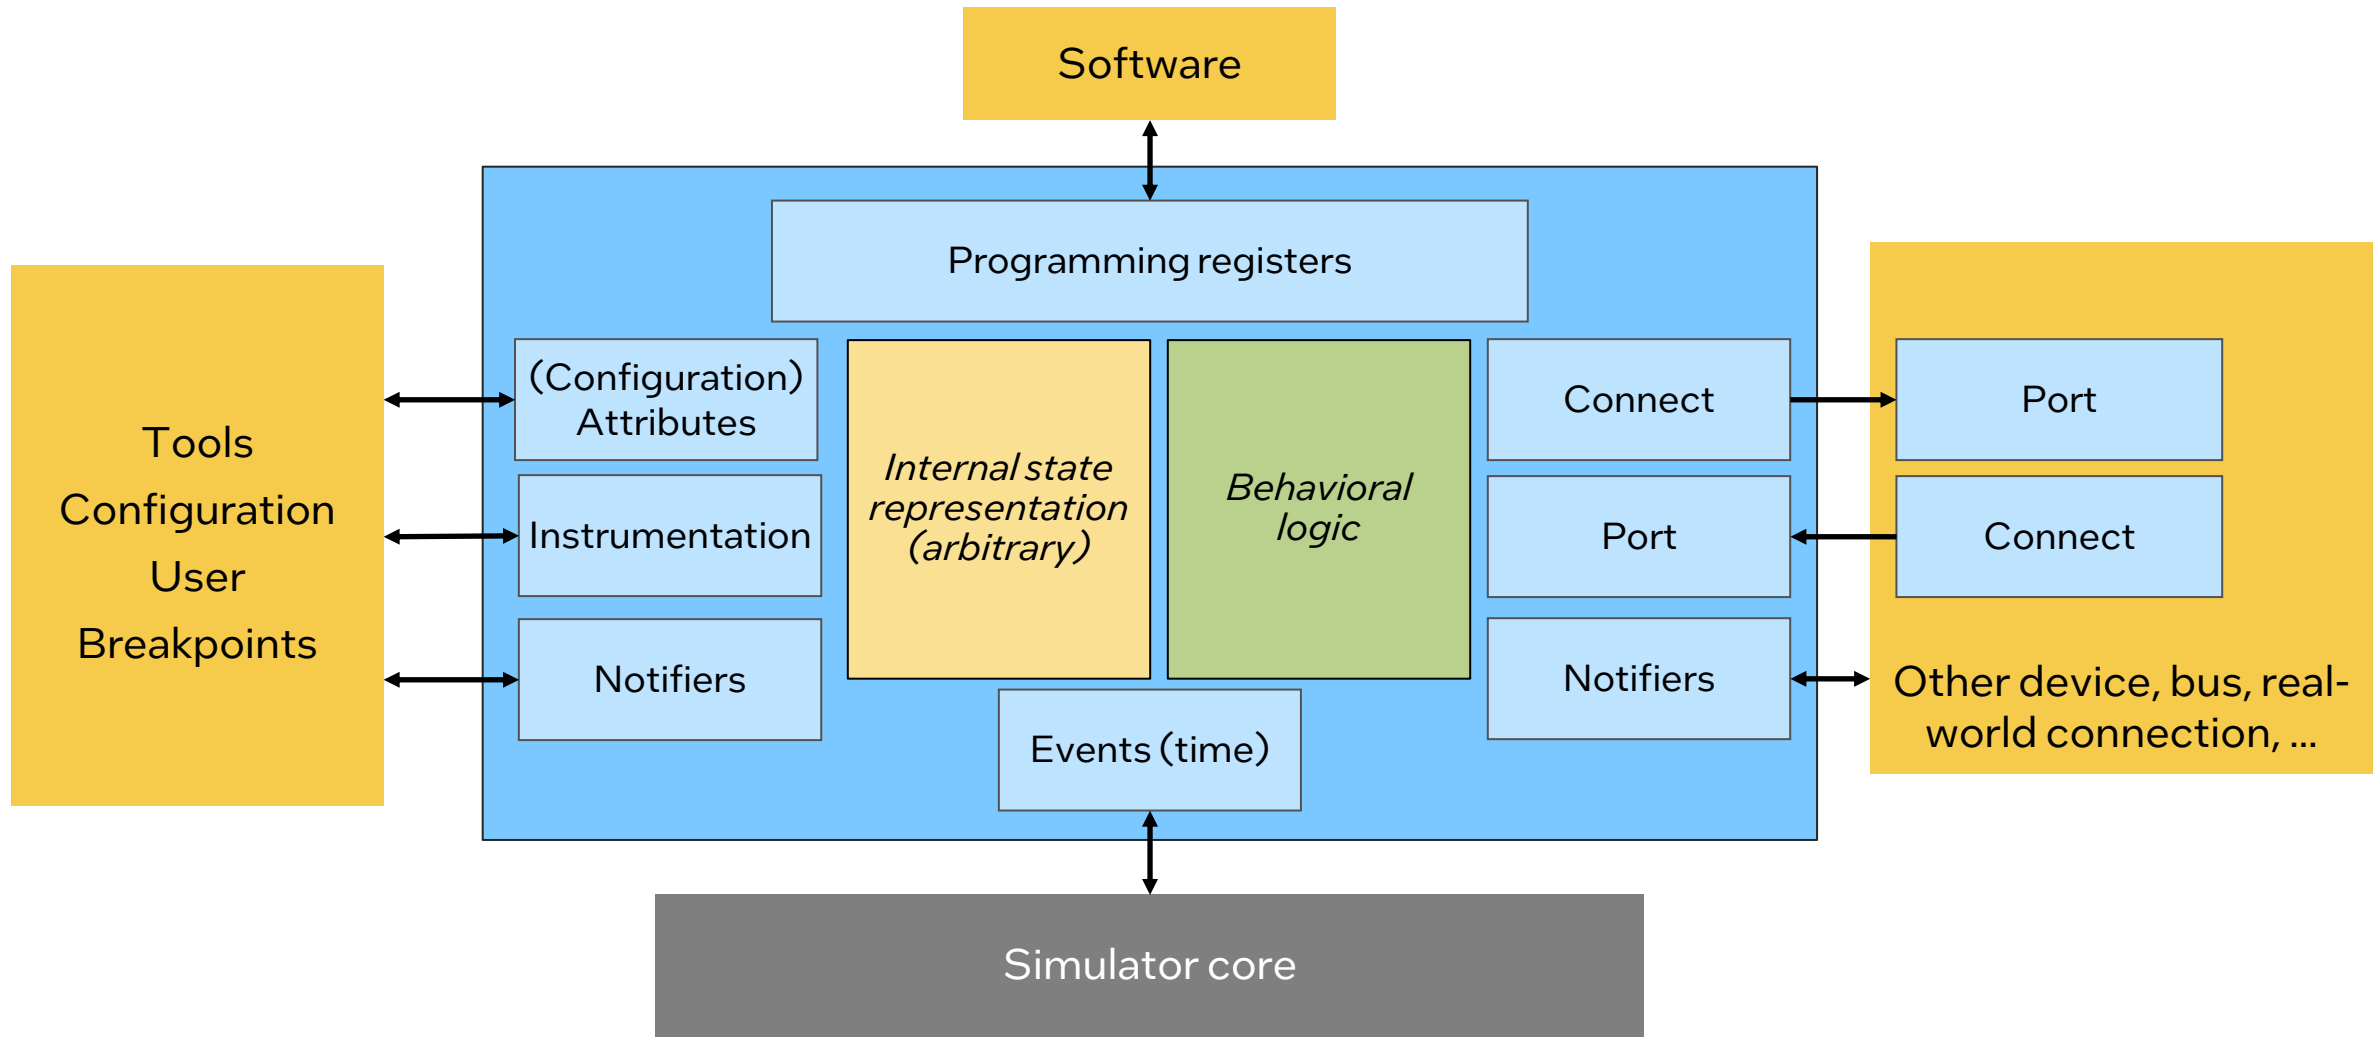 Software
Programming registers
Tools
Configuration
User
Breakpoints
(Configuration)
Attributes
Instrumentation
Notifiers
Internal state
representation
(arbitrary)
Behavioral
logic
Connect
Port
Notifiers
Port
Connect
Other device, bus, real-
world connection, ...
Events (time)
Simulator core